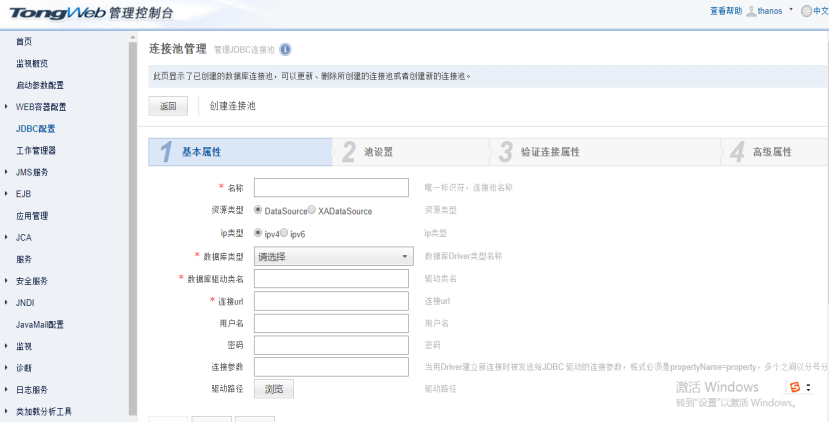 TongWeb 管理控制台
查看帮助 thanos 中文
首页
监视概览
启动参数配置
WEB容器配置
JDBC配置
工作管理器
JMS服务
EJB
应用管理
JCA
服务
安全服务
JNDI
JavaMail配置
监视
诊断
日志服务
类加载分析工具
连接池管理 管理JDBC连接池
此页显示了已创建的数据库连接池，可以更新、删除所创建的连接池或者创建新的连接池。
返回 创建连接池
1 基本属性 2 池设置 3 验证连接属性 4 高级属性
* 名称 唯一标识符，连接池名称
资源类型 DataSource XADataSource 资源类型
ip类型 ipv4 ipv6 ip类型
* 数据库类型 请选择 数据库Driver类型名称
* 数据库驱动类名 驱动类名
* 连接url 连接url
用户名 用户名
密码 密码
连接参数 当用Driver建立新连接时被发送给JDBC 驱动的连接参数，格式必须是propertyName=property，多个之间以分号分
驱动路径 浏览 驱动路径
激活 Windows
转到"设置"以激活 Windows。